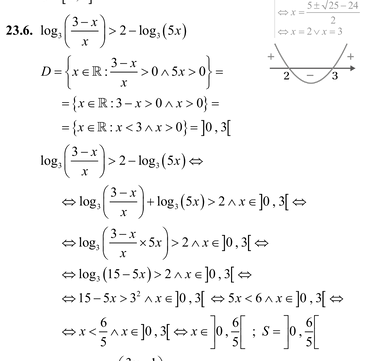 ⇔ x = (5 ± √(25 − 24))/2
⇔ x = 2 ∨ x = 3
+ 2 − 3 +
23.6. log₃((3 − x)/x) > 2 − log₃(5x)
D = {x ∈ ℝ : (3 − x)/x > 0 ∧ 5x > 0} =
= {x ∈ ℝ : 3 − x > 0 ∧ x > 0} =
= {x ∈ ℝ : x < 3 ∧ x > 0} = ]0, 3[
log₃((3 − x)/x) > 2 − log₃(5x) ⇔
⇔ log₃((3 − x)/x) + log₃(5x) > 2 ∧ x ∈ ]0, 3[ ⇔
⇔ log₃((3 − x)/x × 5x) > 2 ∧ x ∈ ]0, 3[ ⇔
⇔ log₃(15 − 5x) > 2 ∧ x ∈ ]0, 3[ ⇔
⇔ 15 − 5x > 3² ∧ x ∈ ]0, 3[ ⇔ 5x < 6 ∧ x ∈ ]0, 3[ ⇔
⇔ x < 6/5 ∧ x ∈ ]0, 3[ ⇔ x ∈ ]0, 6/5[ ; S = ]0, 6/5[